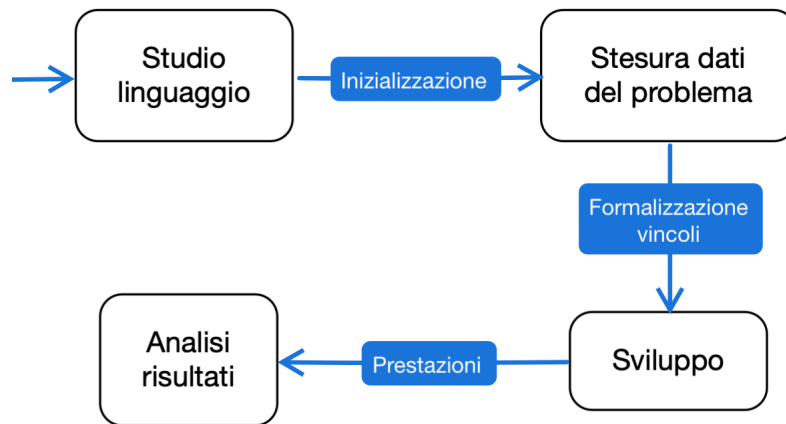 Studio
linguaggio
Inizializzazione
Stesura dati
del problema
Formalizzazione
vincoli
Sviluppo
Prestazioni
Analisi
risultati